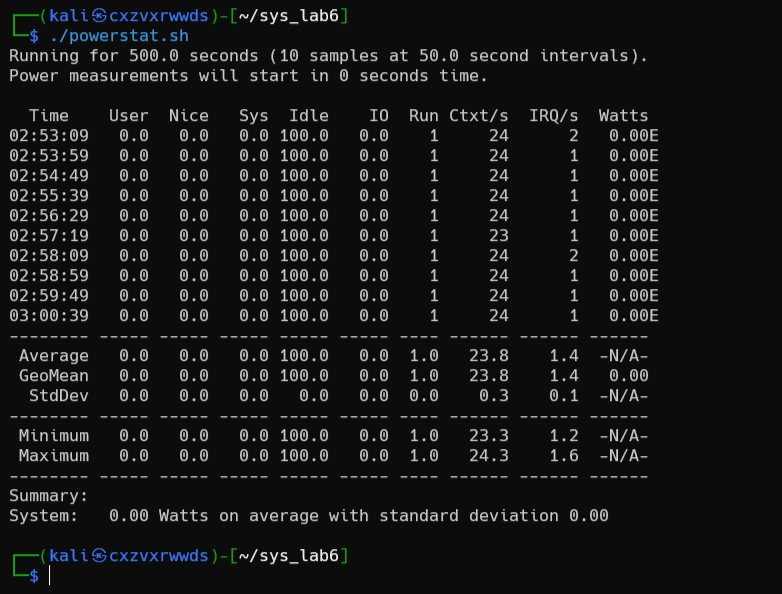 ┌──(kali㉿cxzvxrwwds)-[~/sys_lab6]
└─$ ./powerstat.sh
Running for 500.0 seconds (10 samples at 50.0 second intervals).
Power measurements will start in 0 seconds time.

  Time    User  Nice   Sys  Idle    IO  Run Ctxt/s  IRQ/s  Watts
02:53:09   0.0   0.0   0.0 100.0   0.0    1     24      2   0.00E
02:53:59   0.0   0.0   0.0 100.0   0.0    1     24      1   0.00E
02:54:49   0.0   0.0   0.0 100.0   0.0    1     24      1   0.00E
02:55:39   0.0   0.0   0.0 100.0   0.0    1     24      1   0.00E
02:56:29   0.0   0.0   0.0 100.0   0.0    1     24      1   0.00E
02:57:19   0.0   0.0   0.0 100.0   0.0    1     23      1   0.00E
02:58:09   0.0   0.0   0.0 100.0   0.0    1     24      2   0.00E
02:58:59   0.0   0.0   0.0 100.0   0.0    1     24      1   0.00E
02:59:49   0.0   0.0   0.0 100.0   0.0    1     24      1   0.00E
03:00:39   0.0   0.0   0.0 100.0   0.0    1     24      1   0.00E
-------- ----- ----- ----- ----- ----- ---- ------ ------ ------
 Average   0.0   0.0   0.0 100.0   0.0  1.0   23.8    1.4  -N/A-
 GeoMean   0.0   0.0   0.0 100.0   0.0  1.0   23.8    1.4   0.00
  StdDev   0.0   0.0   0.0   0.0   0.0  0.0    0.3    0.1  -N/A-
-------- ----- ----- ----- ----- ----- ---- ------ ------ ------
 Minimum   0.0   0.0   0.0 100.0   0.0  1.0   23.3    1.2  -N/A-
 Maximum   0.0   0.0   0.0 100.0   0.0  1.0   24.3    1.6  -N/A-
-------- ----- ----- ----- ----- ----- ---- ------ ------ ------
Summary:
System:   0.00 Watts on average with standard deviation 0.00

┌──(kali㉿cxzvxrwwds)-[~/sys_lab6]
└─$